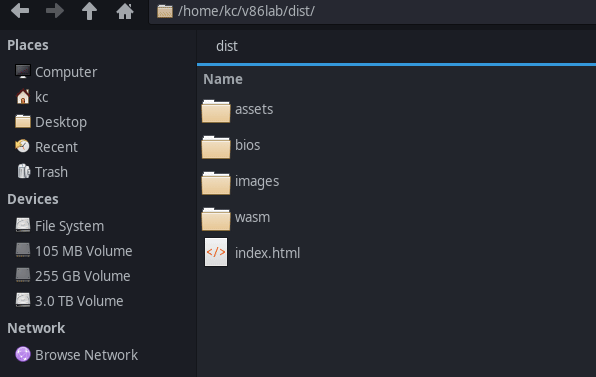 /home/kc/v86lab/dist/
Places
Computer
kc
Desktop
Recent
Trash
Devices
File System
105 MB Volume
255 GB Volume
3.0 TB Volume
Network
Browse Network
dist
Name
assets
bios
images
wasm
</>
index.html